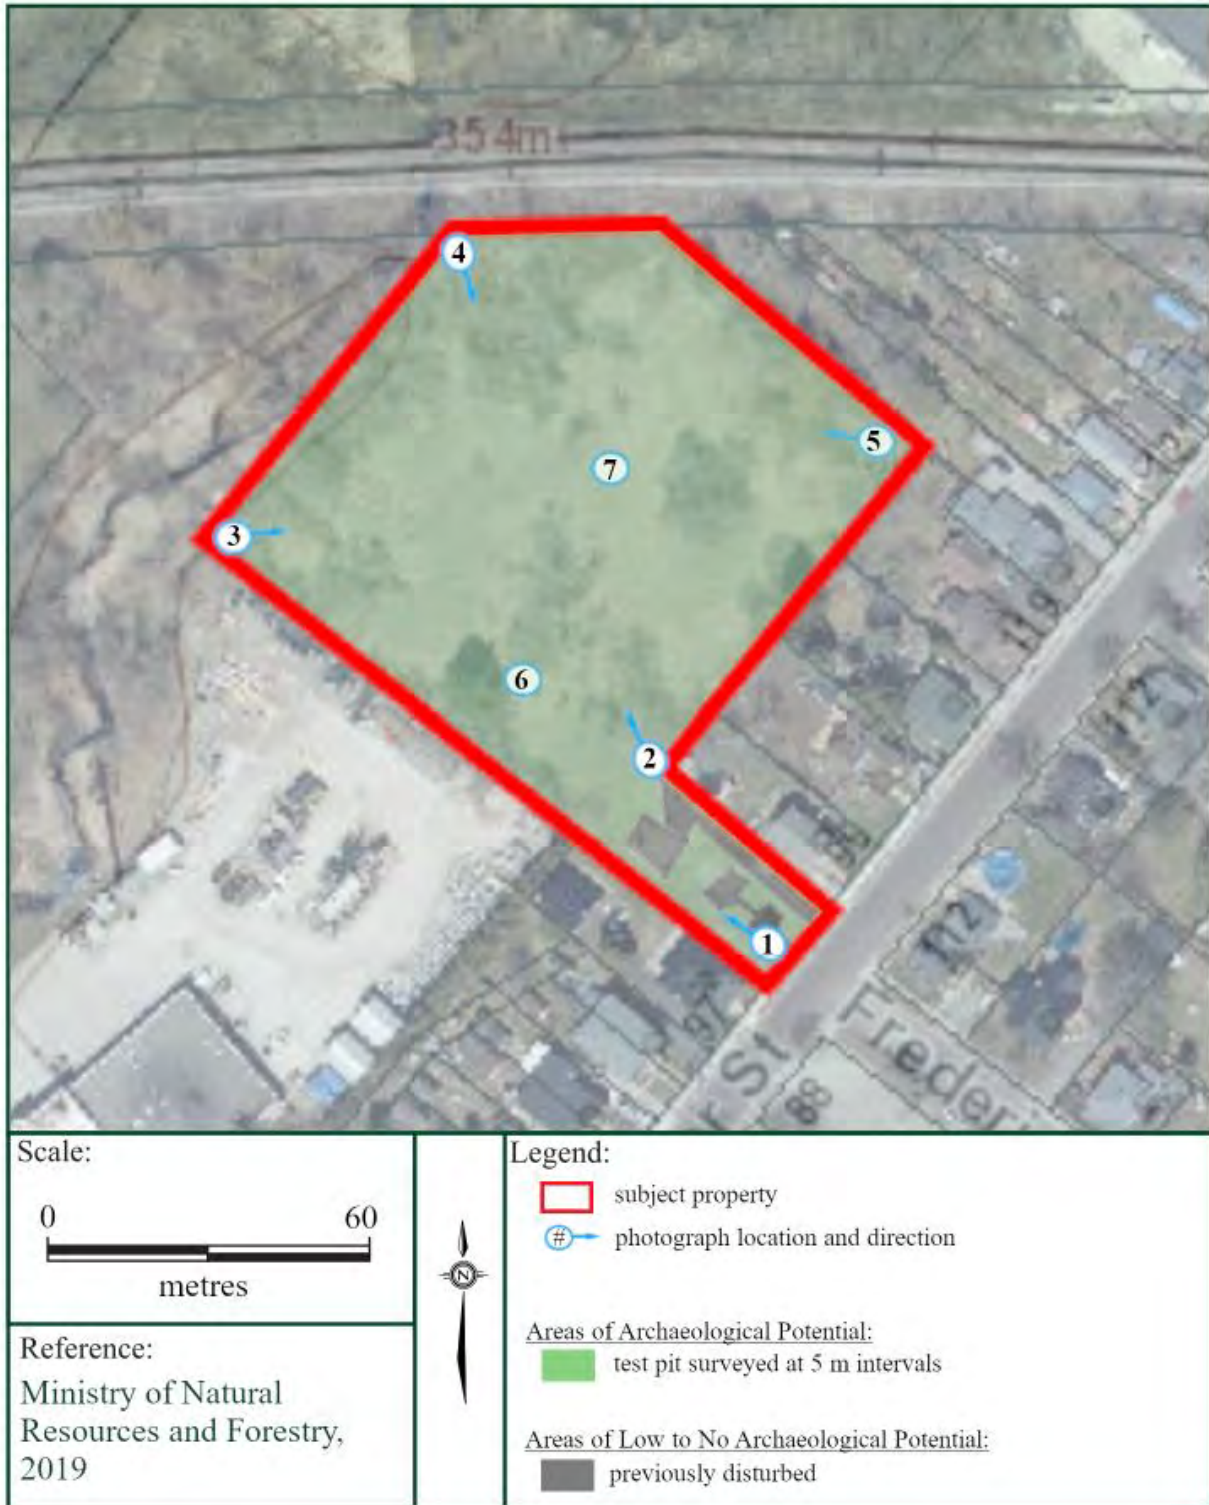 354m
4
5
7
3
119
6
112
2
112
1
97
r St
Frederi
88
Scale:
0 60
metres
Reference:
Ministry of Natural
Resources and Forestry,
2019
N
Legend:
subject property
# photograph location and direction
Areas of Archaeological Potential:
test pit surveyed at 5 m intervals
Areas of Low to No Archaeological Potential:
previously disturbed